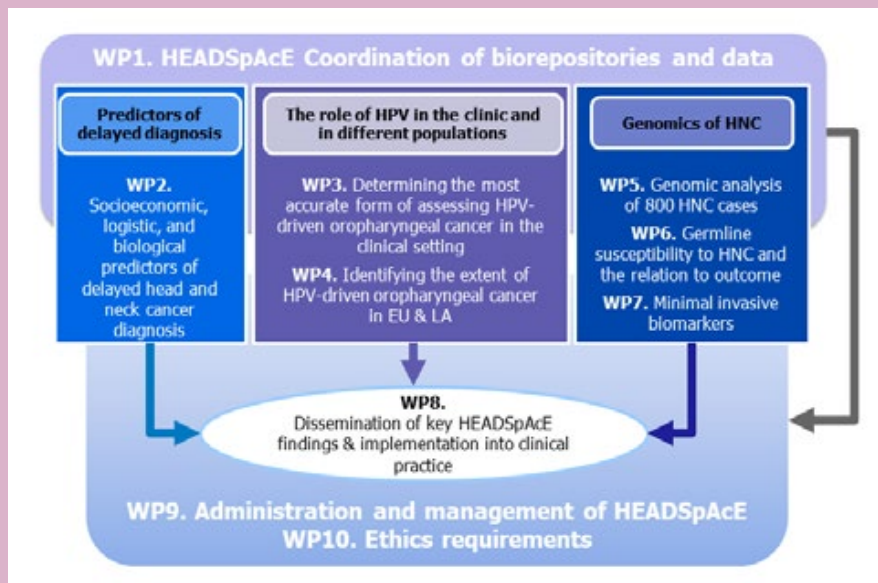 WP1. HEADSpAcE Coordination of biorepositories and data
Predictors of
delayed diagnosis
WP2.
Socioeconomic,
logistic, and
biological
predictors of
delayed head and
neck cancer
diagnosis
The role of HPV in the clinic and
in different populations
WP3. Determining the most
accurate form of assessing HPV-
driven oropharyngeal cancer in the
clinical setting
WP4. Identifying the extent of
HPV-driven oropharyngeal cancer
in EU & LA
Genomics of HNC
WP5. Genomic analysis
of 800 HNC cases
WP6. Germline
susceptibility to HNC and
the relation to outcome
WP7. Minimal invasive
biomarkers
WP8.
Dissemination of key HEADSpAcE
findings & implementation into clinical
practice
WP9. Administration and management of HEADSpAcE
WP10. Ethics requirements